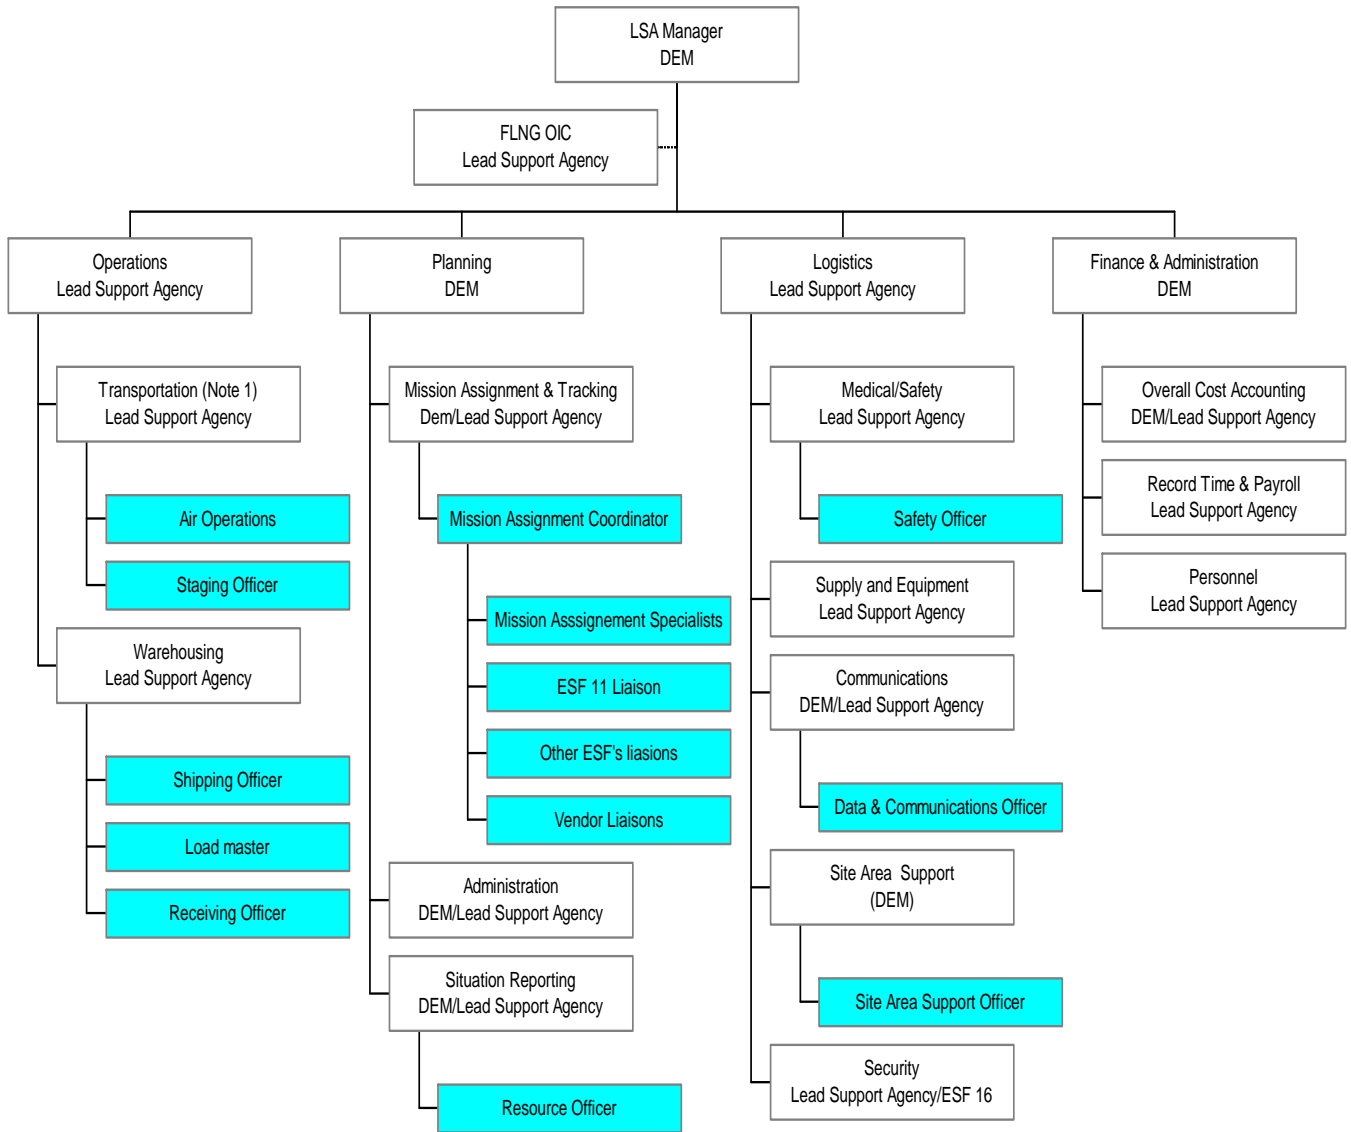 LSA Manager
DEM
FLNG OIC
Lead Support Agency
Operations
Lead Support Agency
Planning
DEM
Logistics
Lead Support Agency
Finance & Administration
DEM
Transportation (Note 1)
Lead Support Agency
Air Operations
Staging Officer
Warehousing
Lead Support Agency
Shipping Officer
Load master
Receiving Officer
Mission Assignment & Tracking
Dem/Lead Support Agency
Mission Assignment Coordinator
Mission Asssignement Specialists
ESF 11 Liaison
Other ESF's liasions
Vendor Liaisons
Administration
DEM/Lead Support Agency
Situation Reporting
DEM/Lead Support Agency
Resource Officer
Medical/Safety
Lead Support Agency
Safety Officer
Supply and Equipment
Lead Support Agency
Communications
DEM/Lead Support Agency
Data & Communications Officer
Site Area Support
(DEM)
Site Area Support Officer
Security
Lead Support Agency/ESF 16
Overall Cost Accounting
DEM/Lead Support Agency
Record Time & Payroll
Lead Support Agency
Personnel
Lead Support Agency